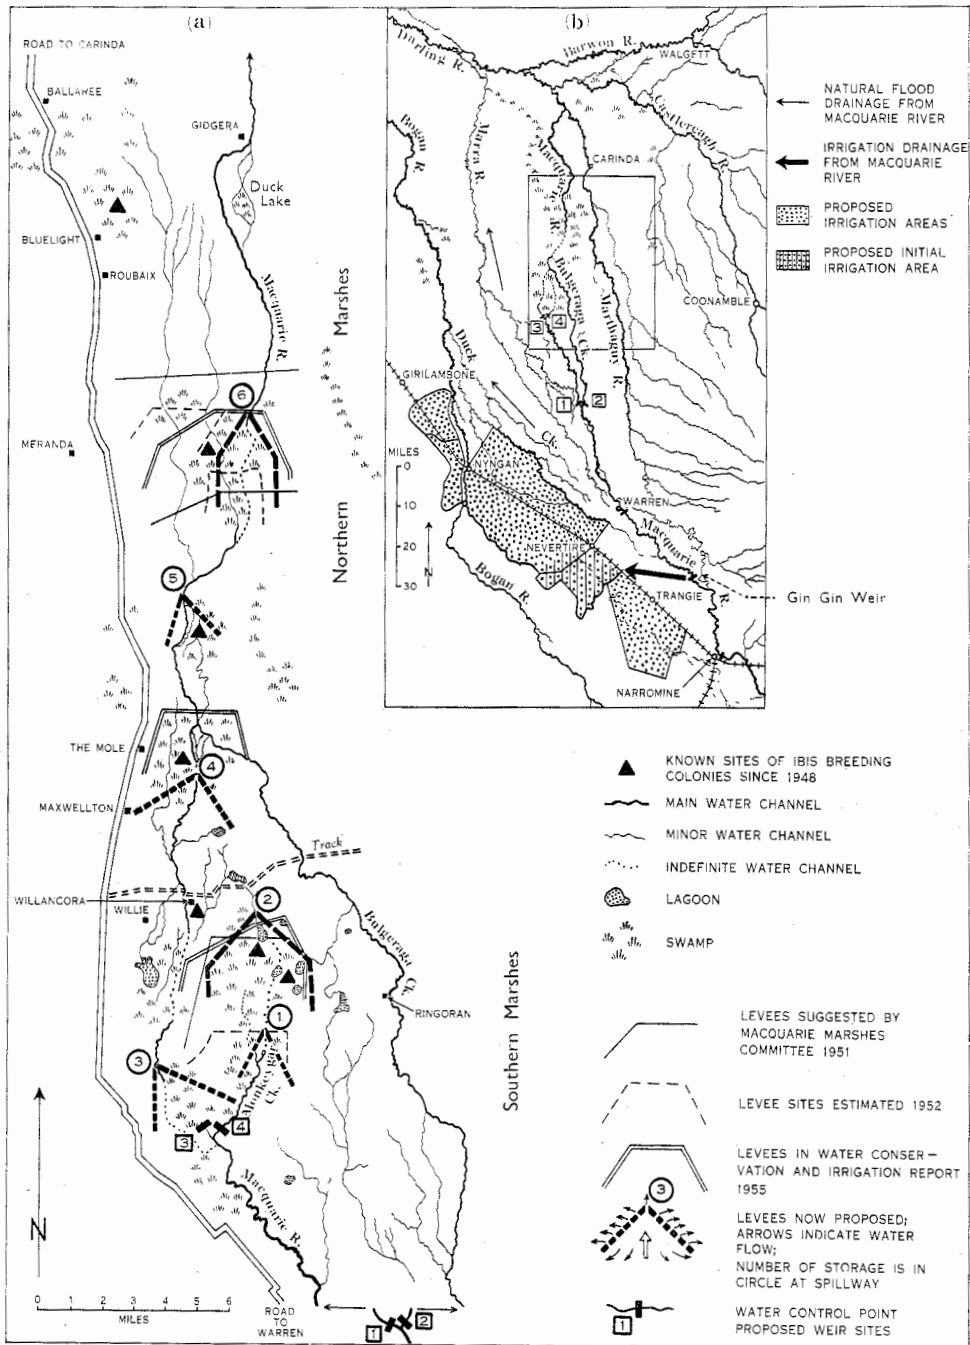 (a)
ROAD TO CARINDA
BALLAREE
GIDGERA
Duck
Lake
BLUELIGHT
ROUBAIX
Macquarie R.
Northern Marshes
6
MERANDA
5
THE MOLE
4
MAXWELLTON
Track
WILLANCORA
WILLIE
2
Bulgeraga Ck.
RINGORAN
1
3
Monkeygar Ck.
3
4
Southern Marshes
Macquarie R.
N
0 1 2 3 4 5 6
MILES
ROAD
TO
WARREN
1
2
(b)
Darling R.
Barwon R.
WALGETT
Bogan R.
Marra R.
Castlereagh R.
Macquarie R.
CARINDA
Bulgeraga Ck.
Marthaguy R.
COONAMBLE
3
4
1
2
Duck Ck.
GIRILAMBONE
MILES
0
10
20
30
N
NYNGAN
WARREN
Macquarie R.
NEVERTIRE
Bogan R.
TRANGIE
Gin Gin Weir
NARROMINE
NATURAL FLOOD
DRAINAGE FROM
MACQUARIE RIVER
IRRIGATION DRAINAGE
FROM MACQUARIE
RIVER
PROPOSED
IRRIGATION AREAS
PROPOSED INITIAL
IRRIGATION AREA
KNOWN SITES OF IBIS BREEDING
COLONIES SINCE 1948
MAIN WATER CHANNEL
MINOR WATER CHANNEL
INDEFINITE WATER CHANNEL
LAGOON
SWAMP
LEVEES SUGGESTED BY
MACQUARIE MARSHES
COMMITTEE 1951
LEVEE SITES ESTIMATED 1952
LEVEES IN WATER CONSER-
VATION AND IRRIGATION REPORT
1955
3
LEVEES NOW PROPOSED;
ARROWS INDICATE WATER
FLOW;
NUMBER OF STORAGE IS IN
CIRCLE AT SPILLWAY
1
WATER CONTROL POINT
PROPOSED WEIR SITES